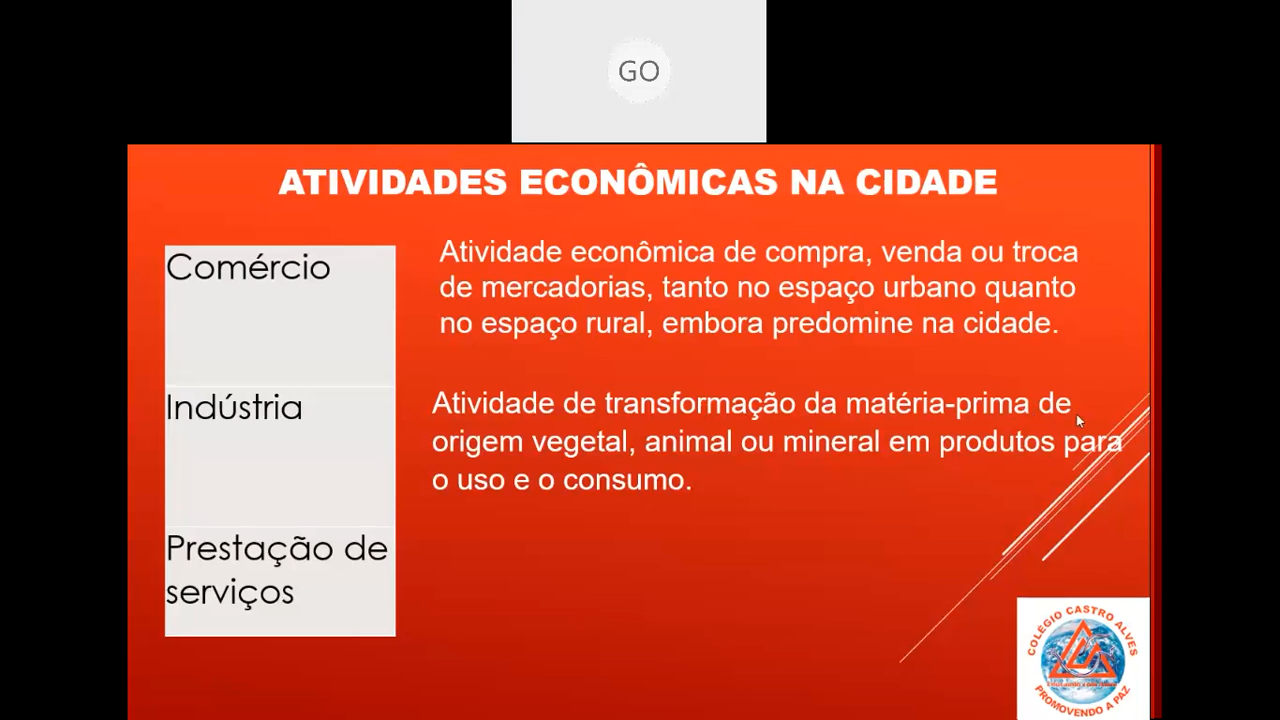 GO
ATIVIDADES ECONÔMICAS NA CIDADE
Comércio
Atividade econômica de compra, venda ou troca
de mercadorias, tanto no espaço urbano quanto
no espaço rural, embora predomine na cidade.
Indústria
Atividade de transformação da matéria-prima de
origem vegetal, animal ou mineral em produtos para
o uso e o consumo.
Prestação de
serviços
COLÉGIO CASTRO ALVES
PROMOVENDO A PAZ